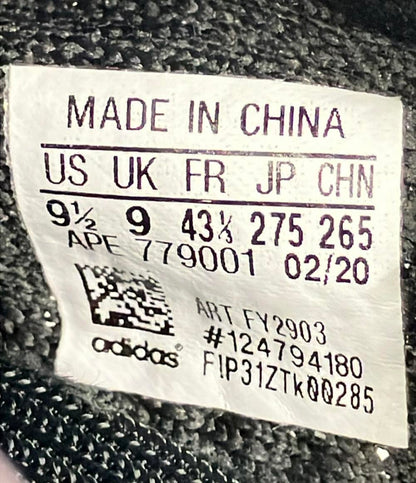 MADE IN CHINA
US UK FR JP CHN
9½ 9 43⅓ 275 265
APE 779001 02/20
ART FY2903
#124794180
adidas F!P31ZTk00285